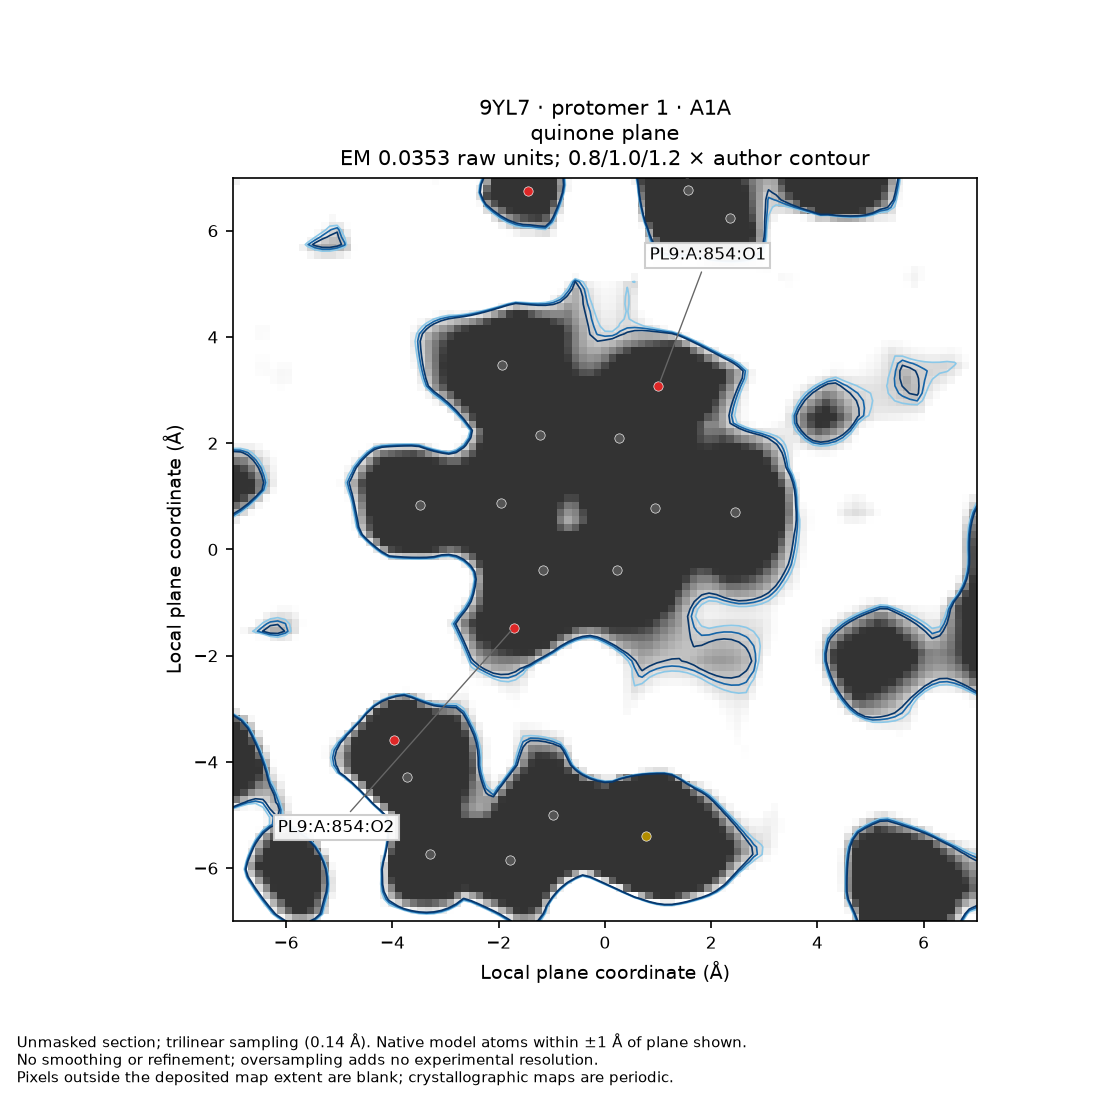 9YL7 · protomer 1 · A1A
quinone plane
EM 0.0353 raw units; 0.8/1.0/1.2 × author contour
6
4
2
0
−2
−4
−6
Local plane coordinate (Å)
PL9:A:854:O1
PL9:A:854:O2
−6 −4 −2 0 2 4 6
Local plane coordinate (Å)
Unmasked section; trilinear sampling (0.14 Å). Native model atoms within ±1 Å of plane shown.
No smoothing or refinement; oversampling adds no experimental resolution.
Pixels outside the deposited map extent are blank; crystallographic maps are periodic.